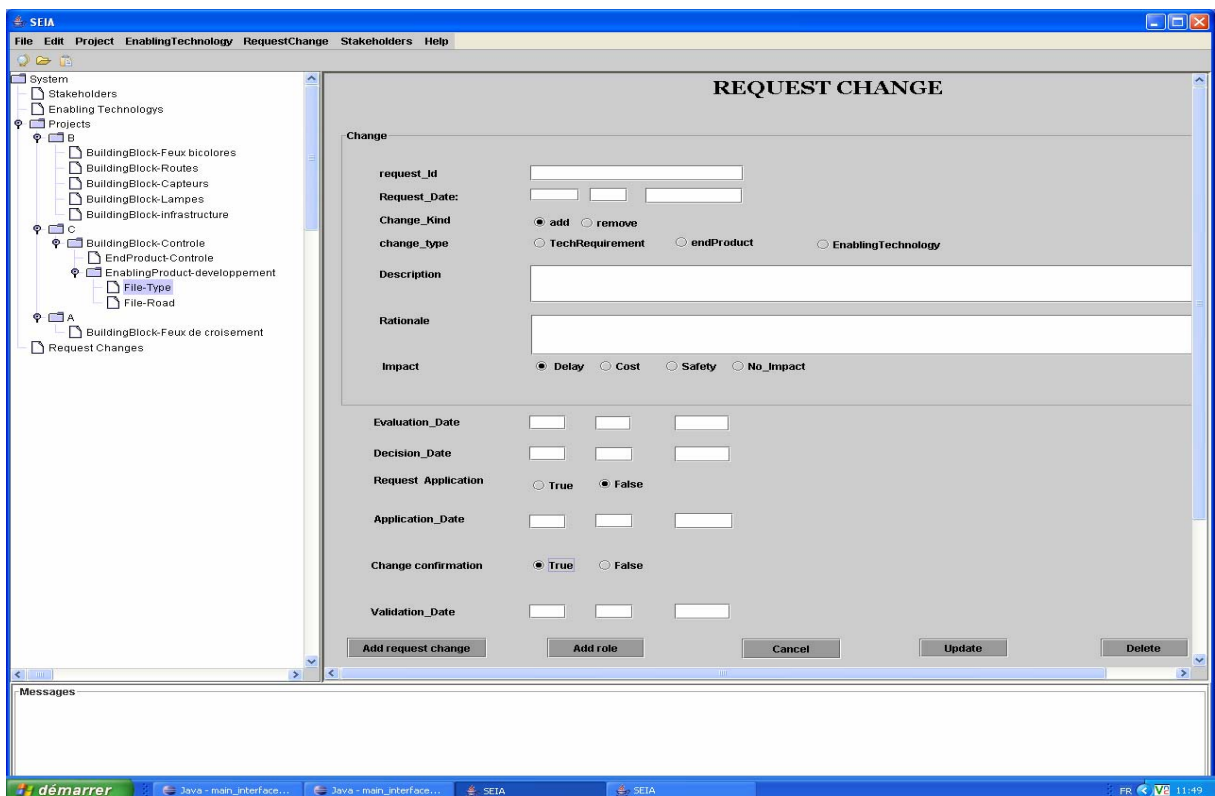 SEIA
File Edit Project EnablingTechnology RequestChange Stakeholders Help
System
Stakeholders
Enabling Technologys
Projects
B
BuildingBlock-Feux bicolores
BuildingBlock-Routes
BuildingBlock-Capteurs
BuildingBlock-Lampes
BuildingBlock-infrastructure
C
BuildingBlock-Controle
EndProduct-Controle
EnablingProduct-developpement
File-Type
File-Road
A
BuildingBlock-Feux de croisement
Request Changes
REQUEST CHANGE
Change
request_Id
Request_Date:
Change_Kind add remove
change_type TechRequirement endProduct EnablingTechnology
Description
Rationale
Impact Delay Cost Safety No_Impact
Evaluation_Date
Decision_Date
Request Application True False
Application_Date
Change confirmation True False
Validation_Date
Add request change Add role Cancel Update Delete
Messages
démarrer Java - main_interface... Java - main_interface... SEIA SEIA FR 11:49